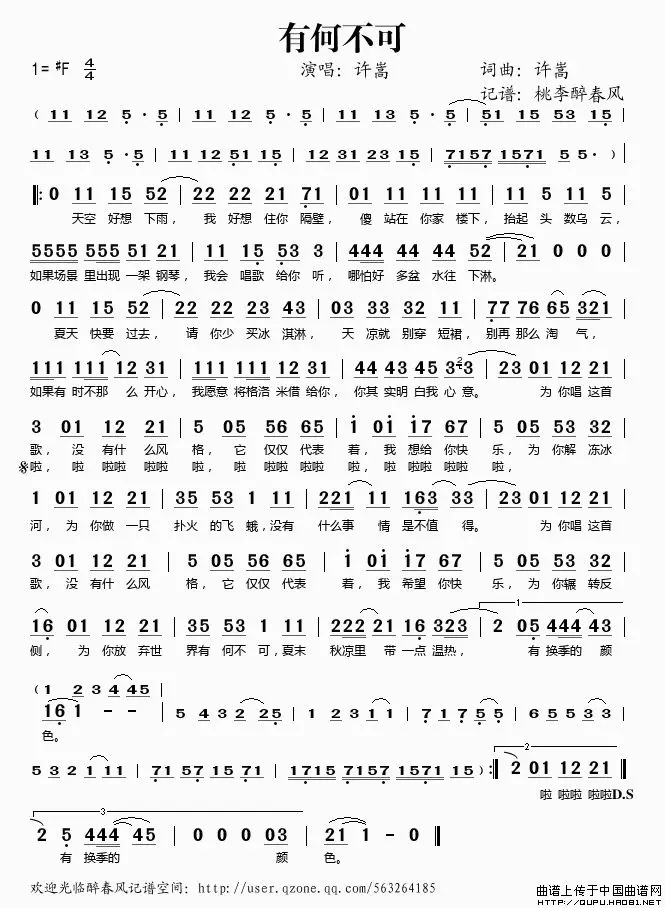 有何不可
1= #F 4/4 演唱：许嵩 词曲：许嵩
记谱：桃李醉春风
( 11 12 5·5 | 11 12 5·5 | 11 12 11 13 | 11 13 5·5 | 51 15 53 15 |
11 13 5·5 | 11 12 51 15 | 12 31 23 15 | 7157 1571 5 5· ) |
‖: 0 11 15 52 | 22 22 21 71 | 01 11 11 11 | 11 5 11 5 |
天空 好想 下雨， 我 好想 住你 隔壁， 傻 站在 你家 楼下，抬起 头 数乌 云，
5555 555 51 21 | 11 15 53 3 | 444 44 44 52 | 21 0 0 0 |
如果场景 里出现 一架 钢琴， 我会 唱歌 给你 听，哪怕好 多盆 水往 下淋。
0 11 15 52 | 22 22 23 43 | 03 33 32 11 | 77 76 65 321 |
夏天 快要 过去， 请 你少 买冰 淇淋， 天 凉就 别穿 短裙，别再 那么 淘 气，
111 111 12 31 | 111 111 12 31 | 44 43 45 33 | 23 01 12 21 |
如果有 时不那 么 开心，我愿意 将格洛 米借 给你，你其 实明 白我 心 意。 为 你唱 这首
3 01 12 21 | 5 05 56 65 | 1 01 17 67 | 5 05 53 32 |
歌，没 有什 么风 格，它 仅仅 代表 着，我 想给 你快 乐，为 你解 冻冰
啦，啦 啦啦 啦啦 啦，啦 啦啦 啦啦 啦，啦 啦啦 啦啦 啦，
1 01 12 21 | 35 53 1 11 | 221 11 163 33 | 23 01 12 21 |
河，为 你做 一只 扑火 的飞 蛾，没有 什么事 情 是不值 得。 为 你唱 这首
3 01 12 21 | 5 05 56 65 | 1 01 17 67 | 5 05 53 32 |
歌，没 有什 么风 格，它 仅仅 代表 着，我 希望 你快 乐，为 你辗 转反
16 01 12 21 | 35 53 1 11 | 11 21 16 323 | 1 2 05 444 43 |
侧，为 你放 弃世 界有 何不 可，夏末 秋凉里 带 一点 温热， 有 换季的 颜
( 1 2 3 44 45
161 1 - - | 5 43 2 25 | 1 23 11 | 71 75 5 | 65 5 33 |
色。
5 32 1 11 | 71 57 15 71 | 1715 7157 1571 15 ) :‖ 2 2 01 12 21 ‖
啦 啦啦 啦啦D.S
3
2 5 444 45 | 0 0 0 03 | 21 1 - 0 ‖
有 换季的 颜 色。
欢迎光临醉春风记谱空间：http://user.qzone.qq.com/563264185
曲谱上传于中国曲谱网
http://QUPU.HAO81.NET